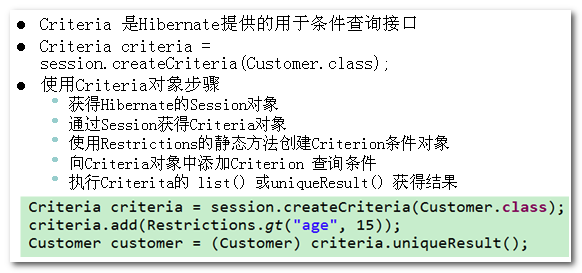 Criteria 是Hibernate提供的用于条件查询接口
Criteria criteria =
session.createCriteria(Customer.class);
使用Criteria对象步骤
获得Hibernate的Session对象
通过Session获得Criteria对象
使用Restrictions的静态方法创建Criterion条件对象
向Criteria对象中添加Criterion 查询条件
执行Criterita的 list() 或uniqueResult() 获得结果
Criteria criteria = session.createCriteria(Customer.class);
criteria.add(Restrictions.gt("age", 15));
Customer customer = (Customer) criteria.uniqueResult();